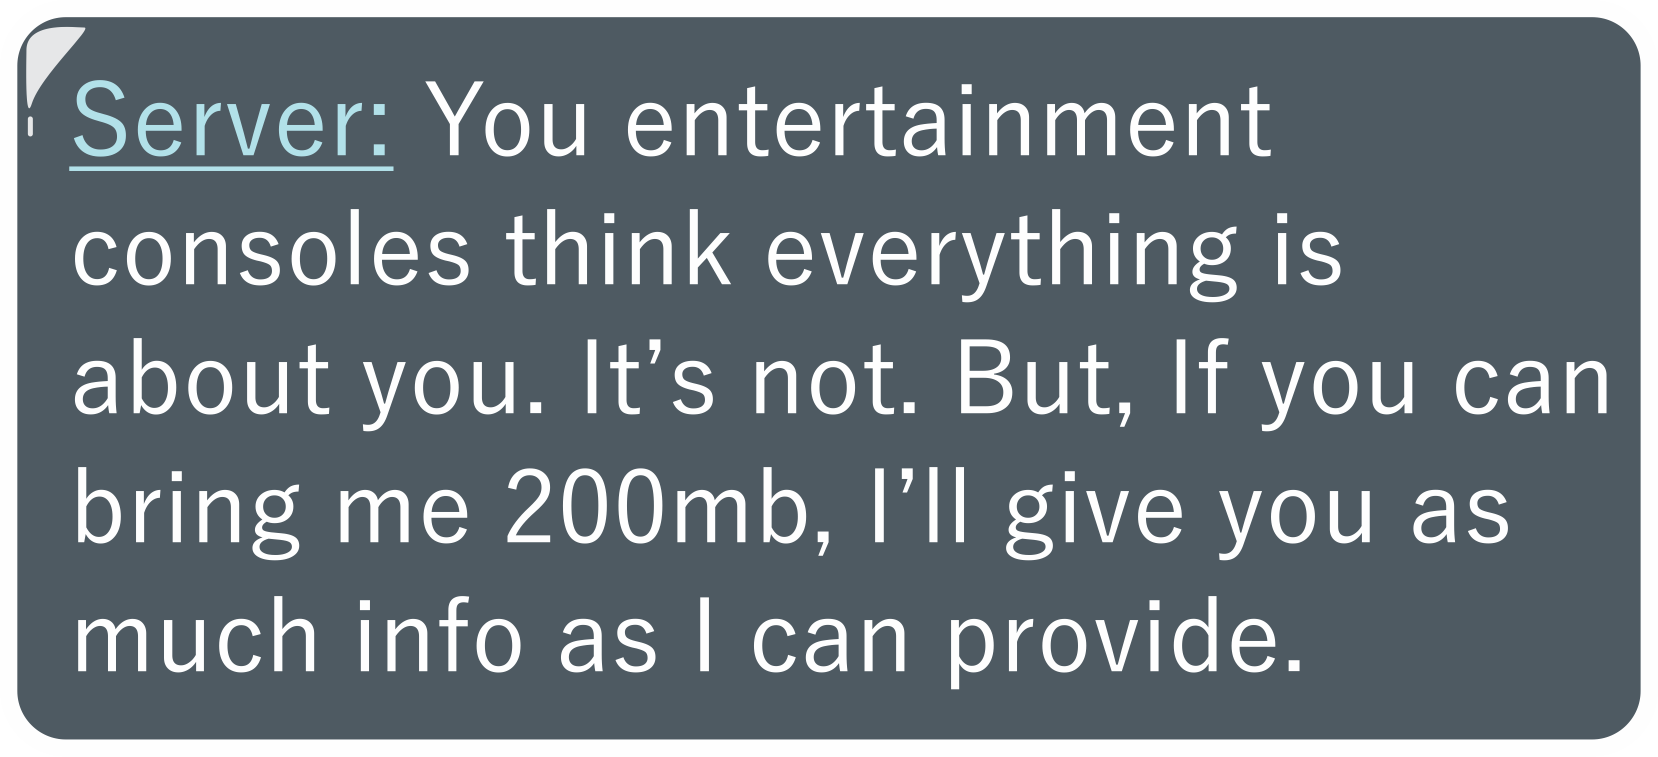 Server: You entertainment
consoles think everything is
about you. It’s not. But, If you can
bring me 200mb, I’ll give you as
much info as I can provide.